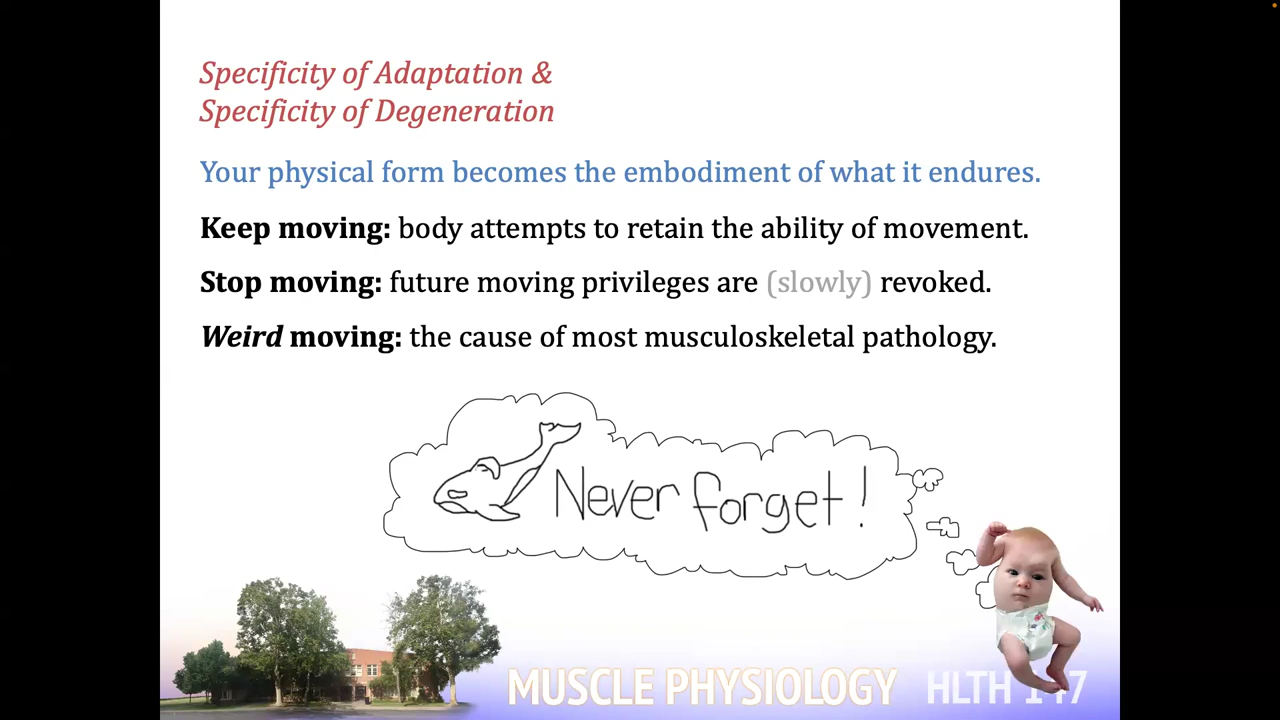 Specificity of Adaptation &
Specificity of Degeneration
Your physical form becomes the embodiment of what it endures.
Keep moving: body attempts to retain the ability of movement.
Stop moving: future moving privileges are (slowly) revoked.
Weird moving: the cause of most musculoskeletal pathology.
Never forget!
MUSCLE PHYSIOLOGY HLTH 147